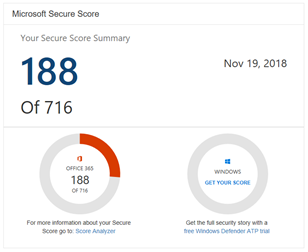 Microsoft Secure Score
Your Secure Score Summary
188
Nov 19, 2018
Of 716
OFFICE 365
188
OF 716
WINDOWS
GET YOUR SCORE
For more information about your Secure
Score go to: Score Analyzer
Get the full security story with a
free Windows Defender ATP trial